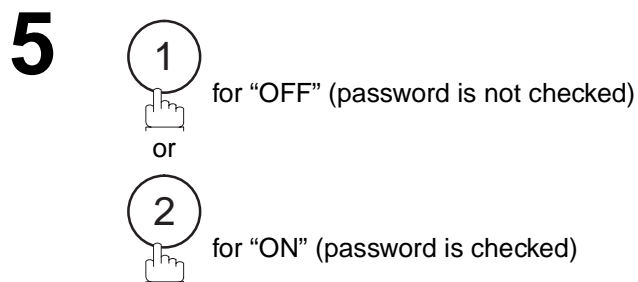 5
1
for “OFF” (password is not checked)
or
2
for “ON” (password is checked)